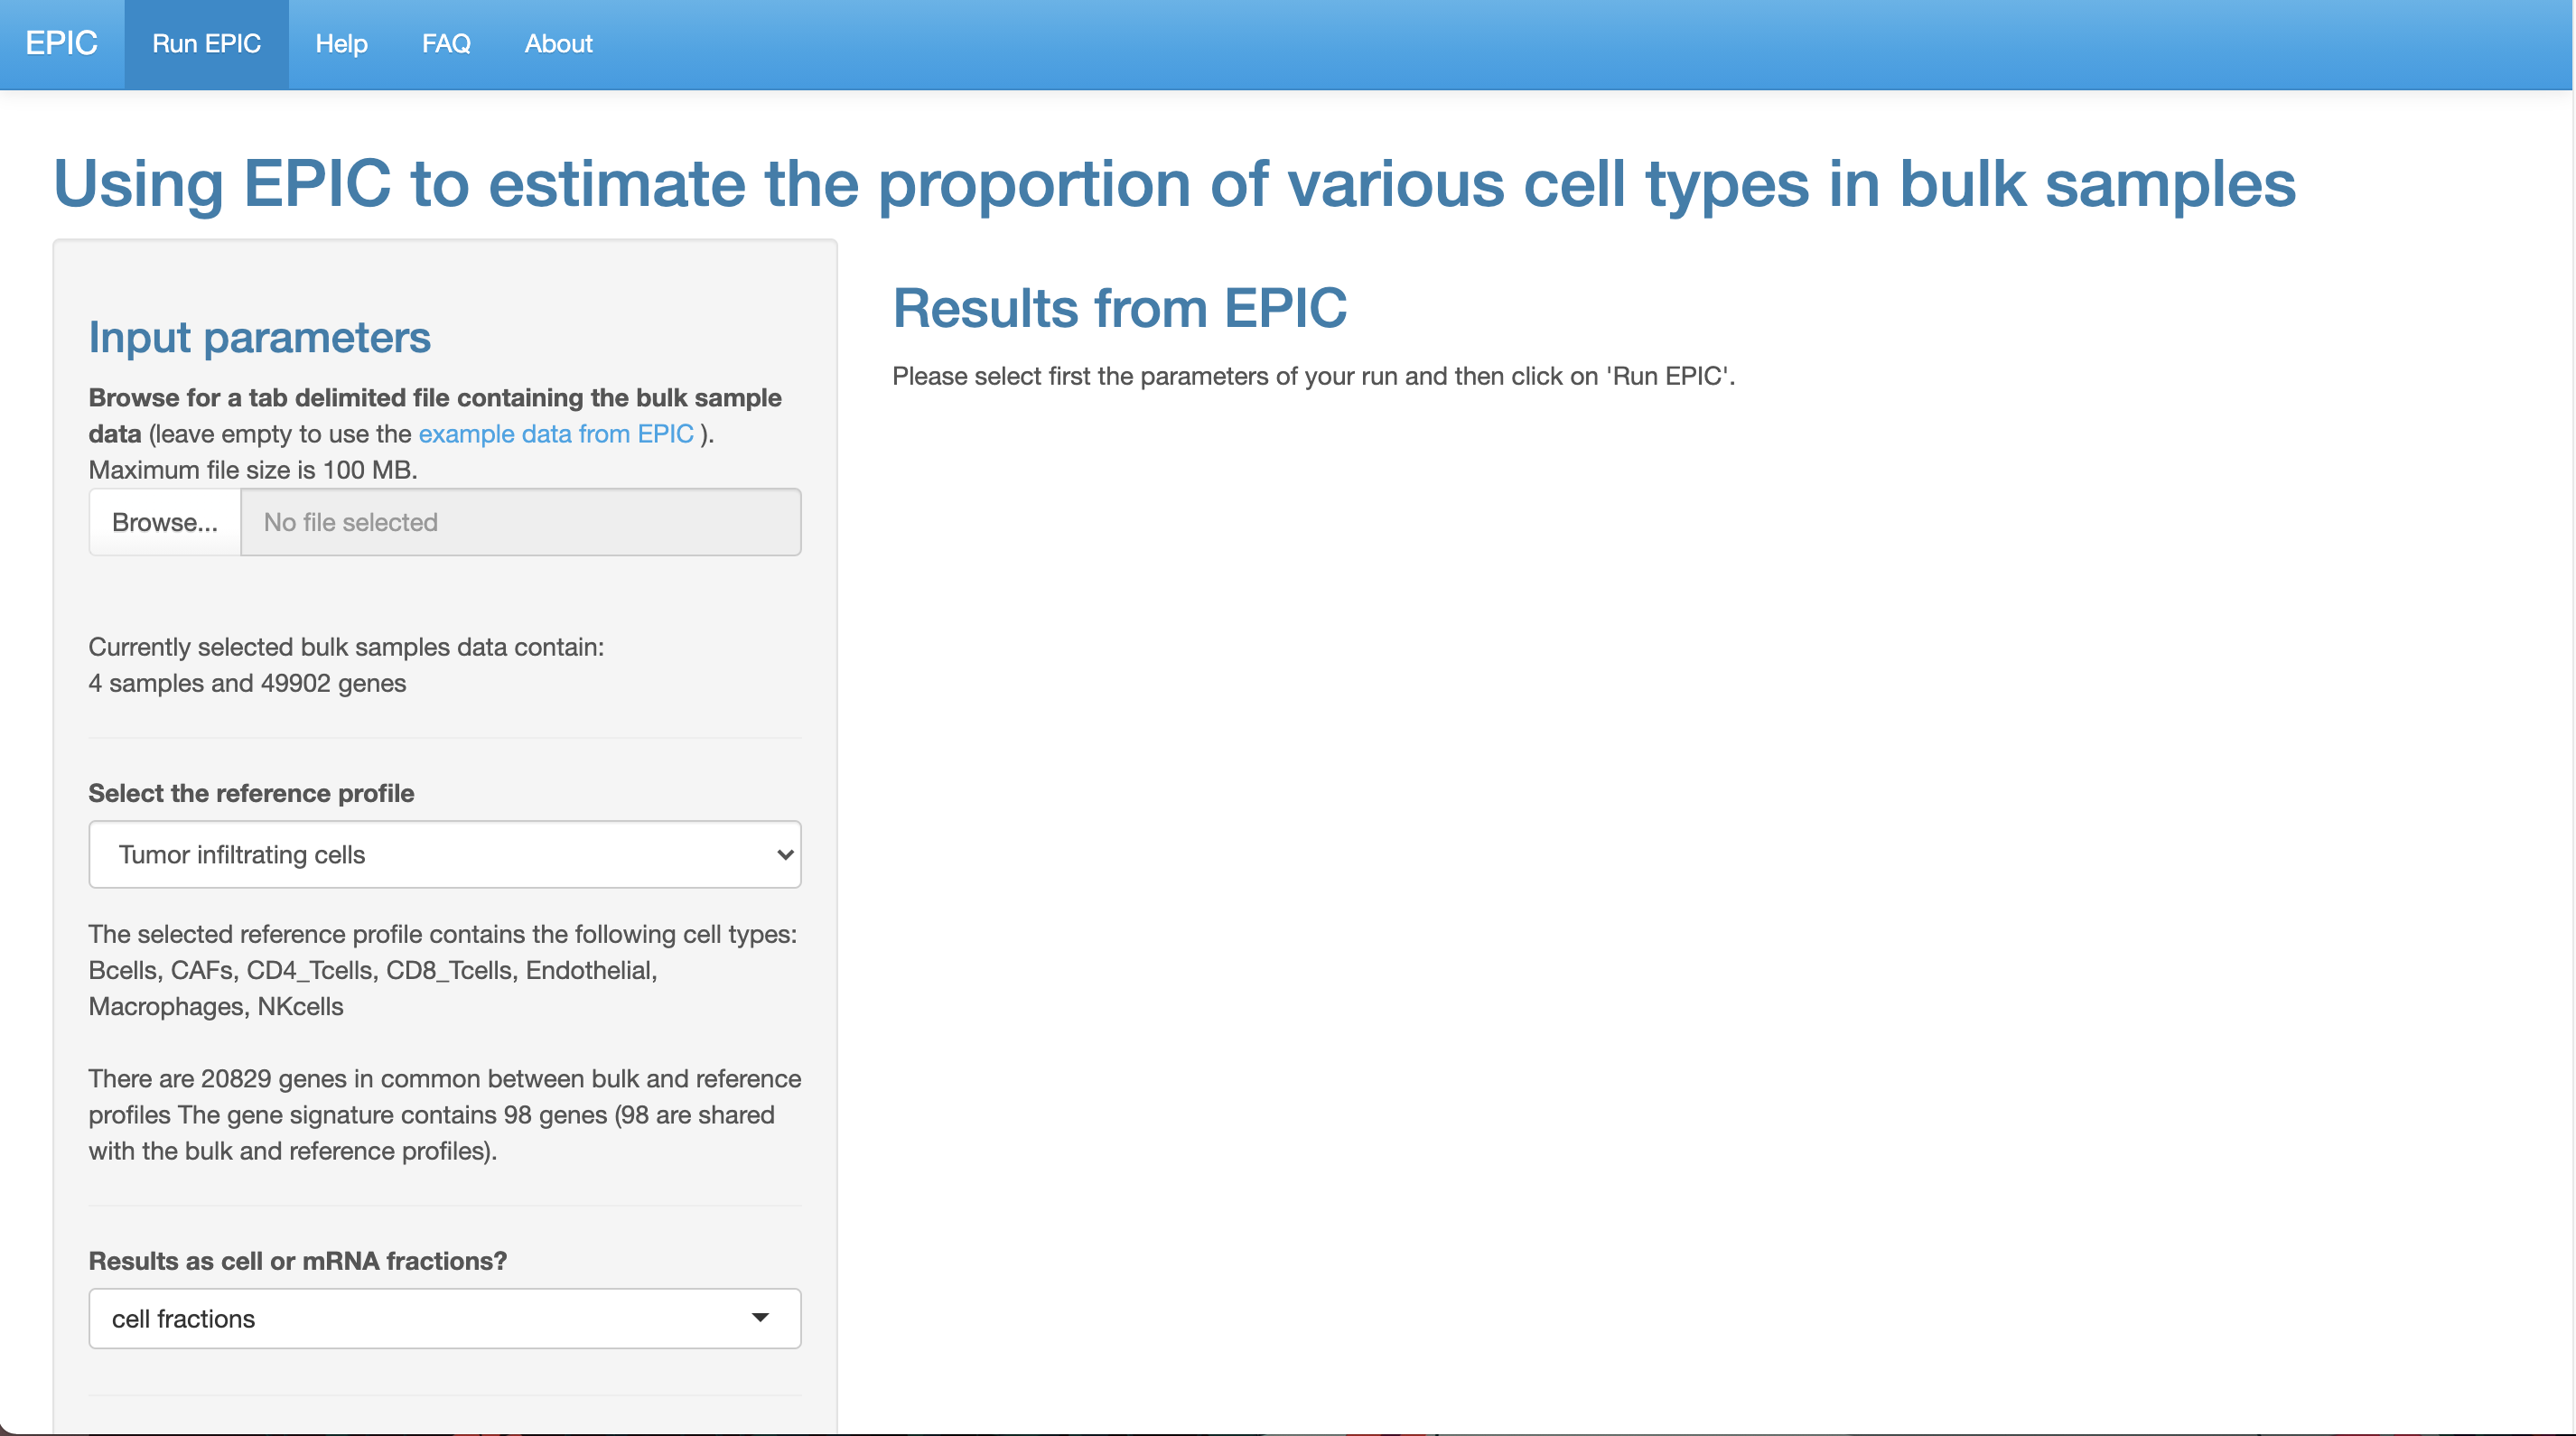 EPIC Run EPIC Help FAQ About
Using EPIC to estimate the proportion of various cell types in bulk samples
Input parameters
Browse for a tab delimited file containing the bulk sample
data (leave empty to use the example data from EPIC ).
Maximum file size is 100 MB.
Browse... No file selected
Currently selected bulk samples data contain:
4 samples and 49902 genes
Select the reference profile
Tumor infiltrating cells
The selected reference profile contains the following cell types:
Bcells, CAFs, CD4_Tcells, CD8_Tcells, Endothelial,
Macrophages, NKcells
There are 20829 genes in common between bulk and reference
profiles The gene signature contains 98 genes (98 are shared
with the bulk and reference profiles).
Results as cell or mRNA fractions?
cell fractions
Results from EPIC
Please select first the parameters of your run and then click on 'Run EPIC'.